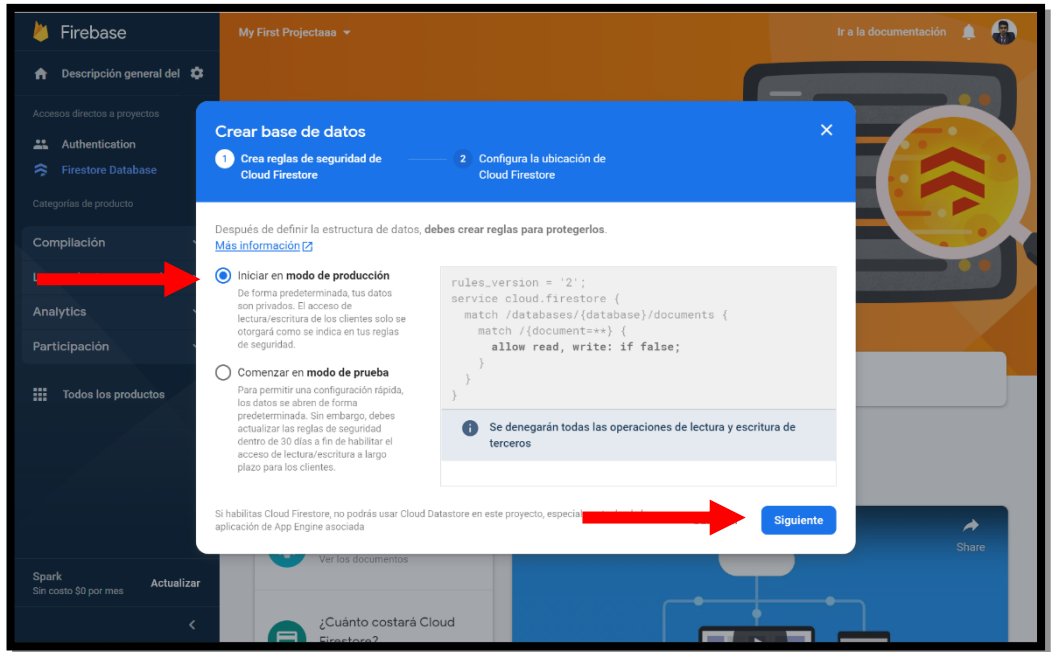 Firebase
My First Projectaaa
Ir a la documentación
Descripción general del
Accesos directos a proyectos
Authentication
Firestore Database
Categorías de producto
Compilación
Analytics
Participación
Todos los productos
Spark
Sin costo $0 por mes
Actualizar
Crear base de datos
1 Crea reglas de seguridad de
Cloud Firestore
2 Configura la ubicación de
Cloud Firestore
Después de definir la estructura de datos, debes crear reglas para protegerlos.
Más información
Iniciar en modo de producción
De forma predeterminada, tus datos
son privados. El acceso de
lectura/escritura de los clientes solo se
otorgará como se indica en tus reglas
de seguridad.
Comenzar en modo de prueba
Para permitir una configuración rápida,
los datos se abren de forma
predeterminada. Sin embargo, debes
actualizar las reglas de seguridad
dentro de 30 días a fin de habilitar el
acceso de lectura/escritura a largo
plazo para los clientes.
rules_version = '2';
service cloud.firestore {
match /databases/{database}/documents {
match /{document=**} {
allow read, write: if false;
}
}
}
Se denegarán todas las operaciones de lectura y escritura de
terceros
Si habilitas Cloud Firestore, no podrás usar Cloud Datastore en este proyecto,
aplicación de App Engine asociada
Siguiente
Ver los documentos
¿Cuánto costará Cloud
Firestore?
Share